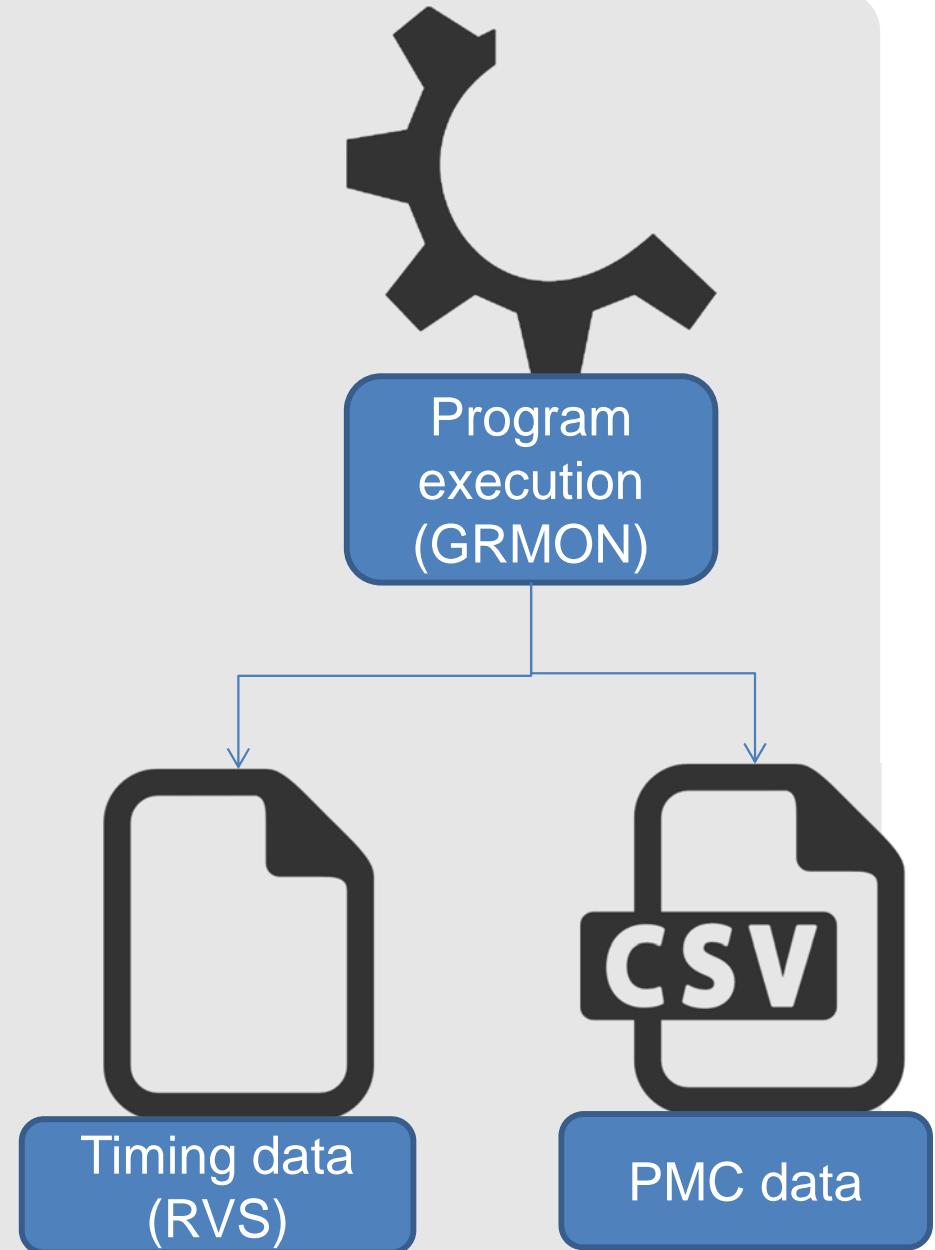 Program
execution
(GRMON)
CSV
Timing data
(RVS)
PMC data